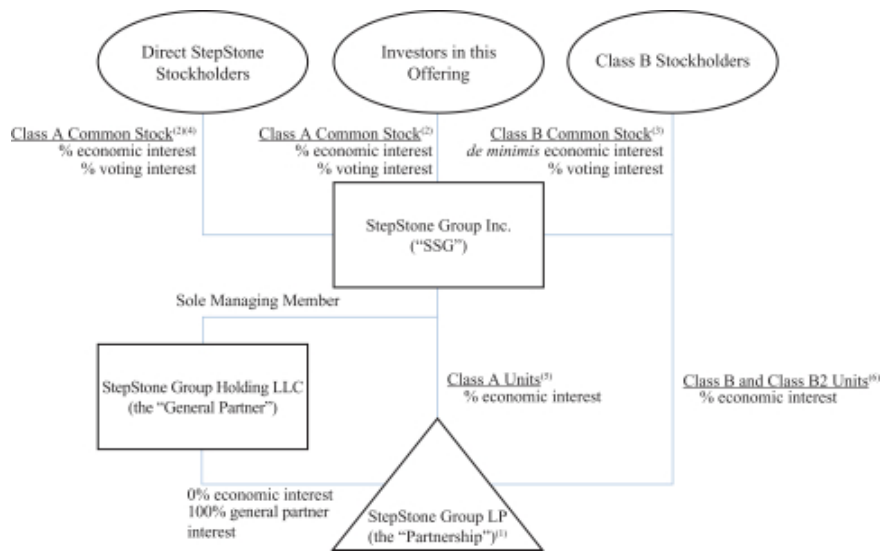 Direct StepStone
Stockholders
Investors in this
Offering
Class B Stockholders
Class A Common Stock(2)(4)
% economic interest
% voting interest
Class A Common Stock(2)
% economic interest
% voting interest
Class B Common Stock(3)
de minimis economic interest
% voting interest
StepStone Group Inc.
(“SSG”)
Sole Managing Member
StepStone Group Holding LLC
(the “General Partner”)
Class A Units(5)
% economic interest
Class B and Class B2 Units(6)
% economic interest
0% economic interest
100% general partner
interest
StepStone Group LP
(the “Partnership”)(1)